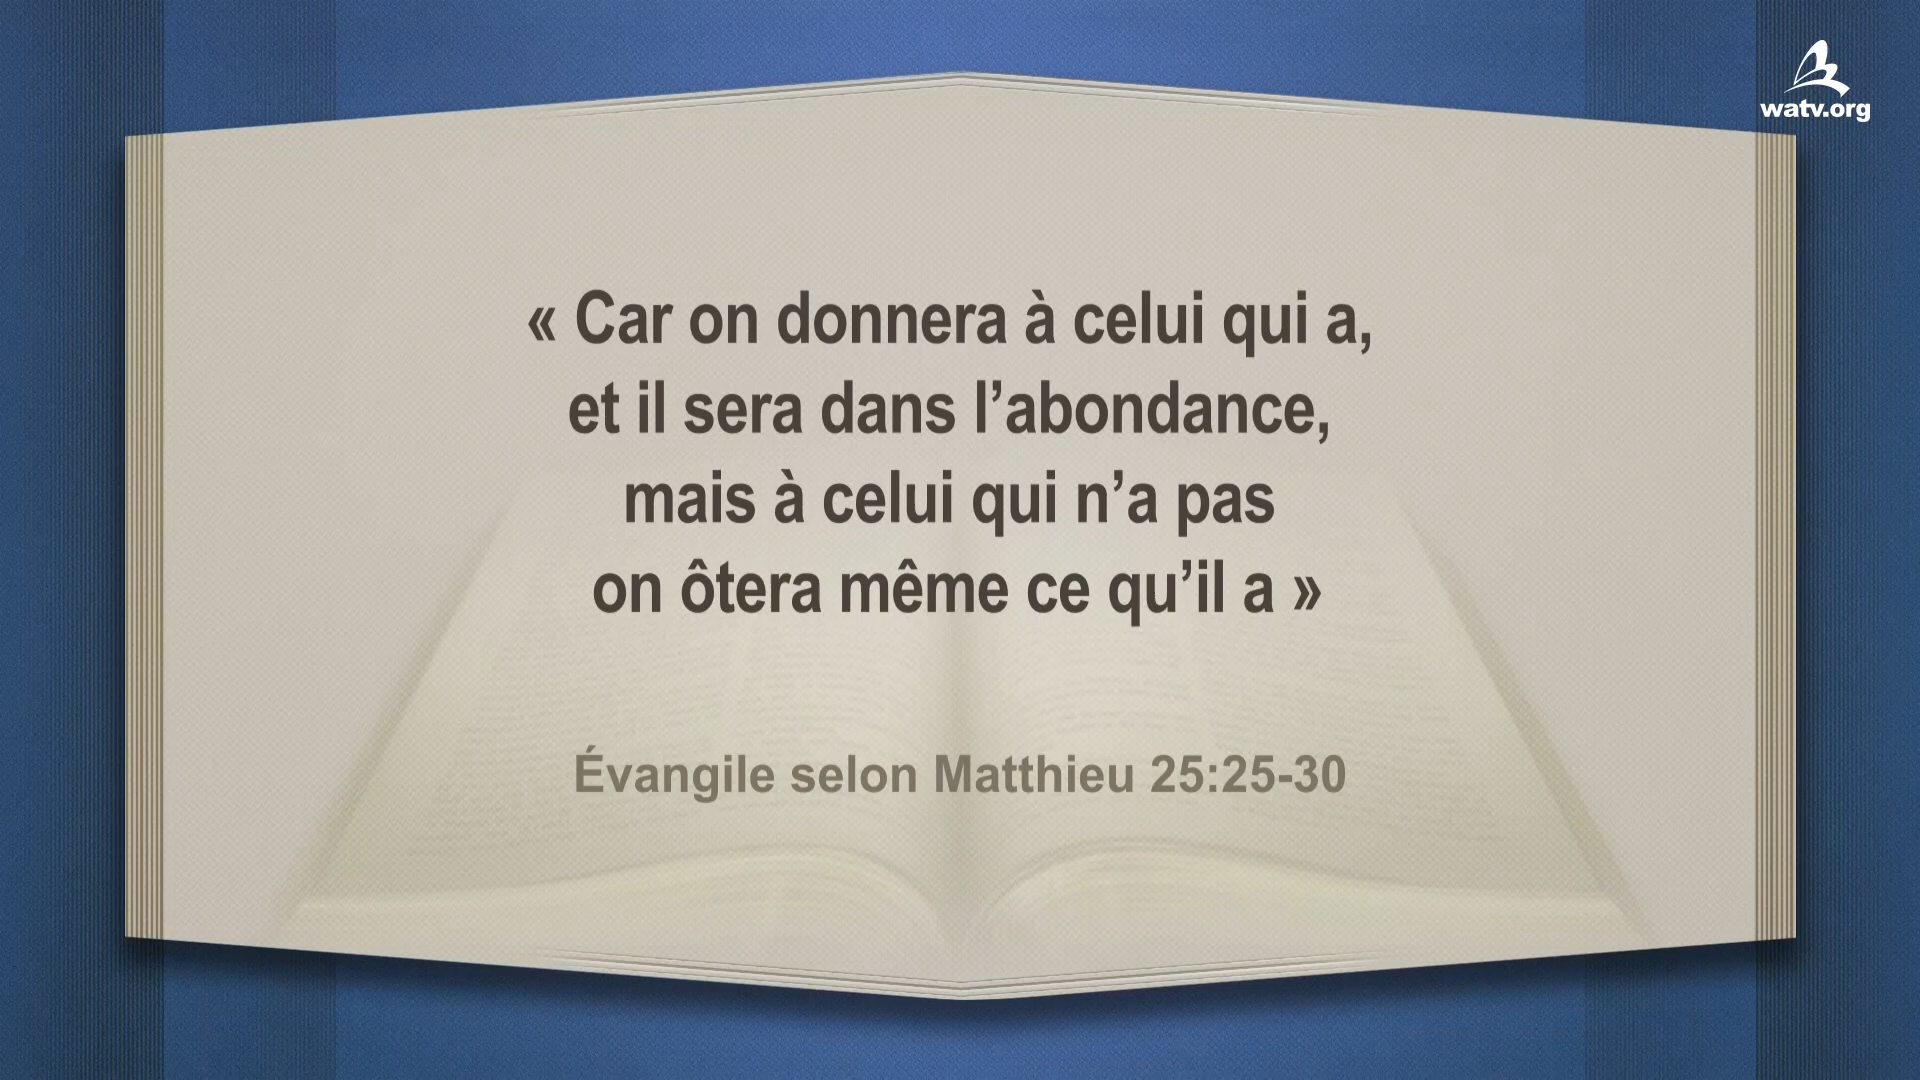 watv.org
« Car on donnera à celui qui a,
et il sera dans l’abondance,
mais à celui qui n’a pas
on ôtera même ce qu’il a »
Évangile selon Matthieu 25:25-30